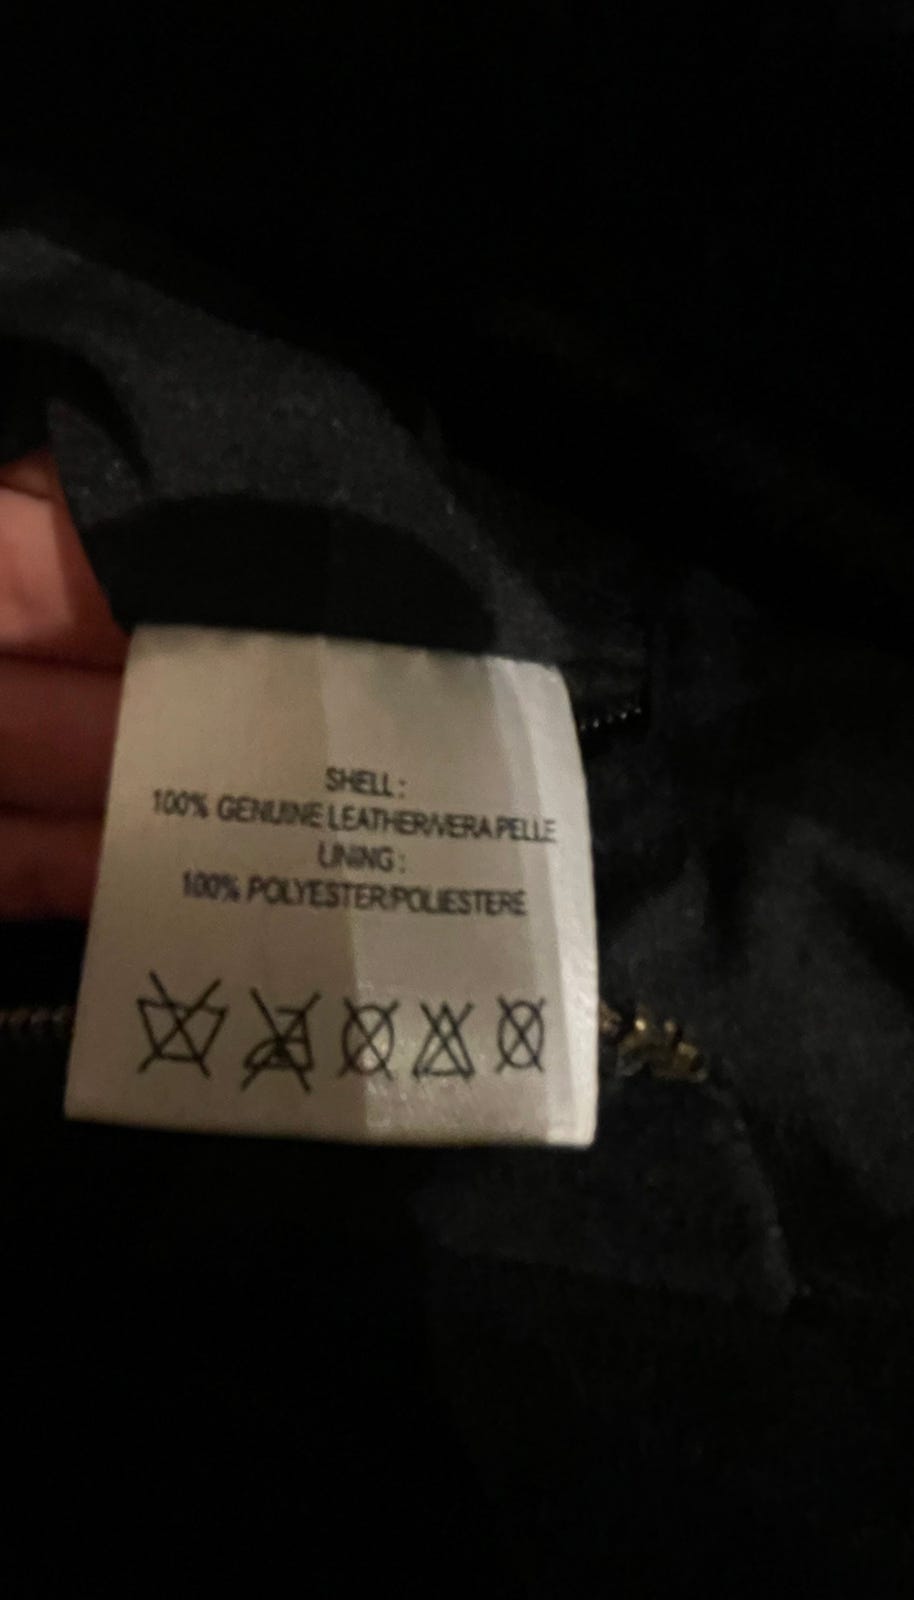 SHELL :
100% GENUINE LEATHER/VERA PELLE
LINING :
100% POLYESTER/POLIESTERE